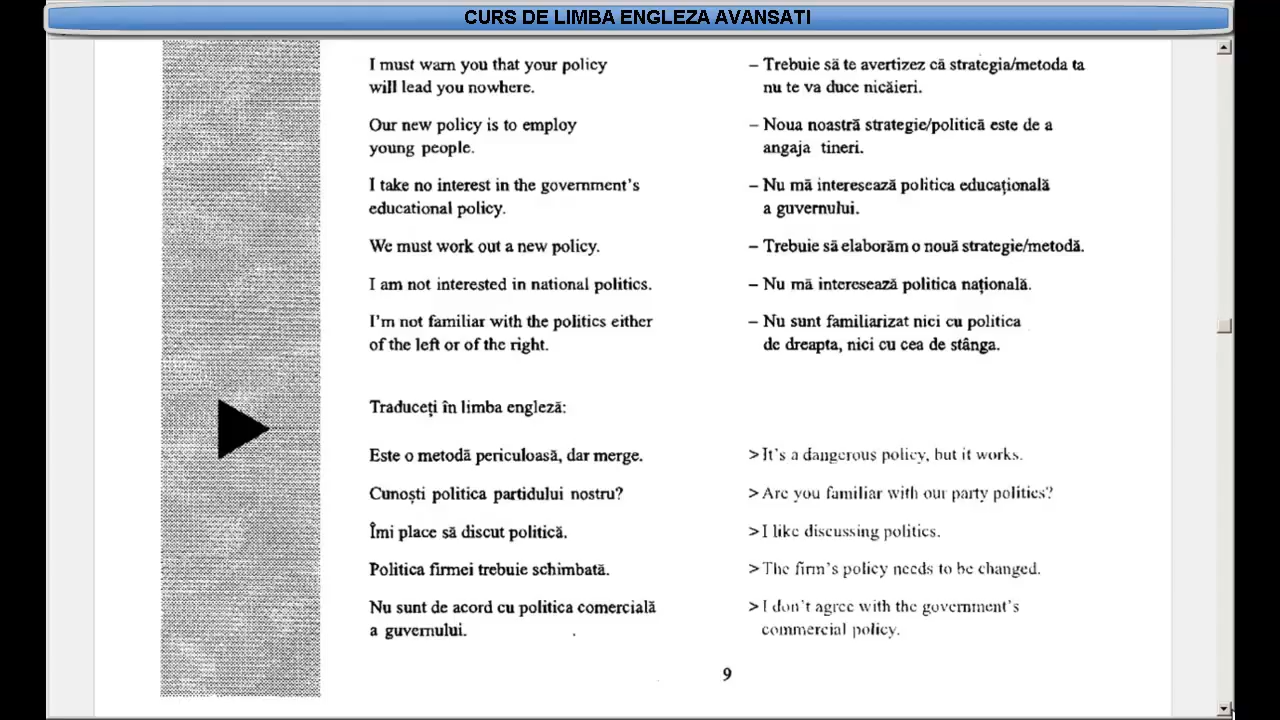 CURS DE LIMBA ENGLEZA AVANSATI
I must warn you that your policy
will lead you nowhere.
– Trebuie să te avertizez că strategia/metoda ta
nu te va duce nicăieri.
Our new policy is to employ
young people.
– Noua noastră strategie/politică este de a
angaja tineri.
I take no interest in the government's
educational policy.
– Nu mă interesează politica educaţională
a guvernului.
We must work out a new policy.
– Trebuie să elaborăm o nouă strategie/metodă.
I am not interested in national politics.
– Nu mă interesează politica naţională.
I'm not familiar with the politics either
of the left or of the right.
– Nu sunt familiarizat nici cu politica
de dreapta, nici cu cea de stânga.
Traduceţi în limba engleză:
Este o metodă periculoasă, dar merge.
> It's a dangerous policy, but it works.
Cunoşti politica partidului nostru?
> Are you familiar with our party politics?
Îmi place să discut politică.
> I like discussing politics.
Politica firmei trebuie schimbată.
> The firm's policy needs to be changed.
Nu sunt de acord cu politica comercială
a guvernului.
> I don't agree with the government's
commercial policy.
9